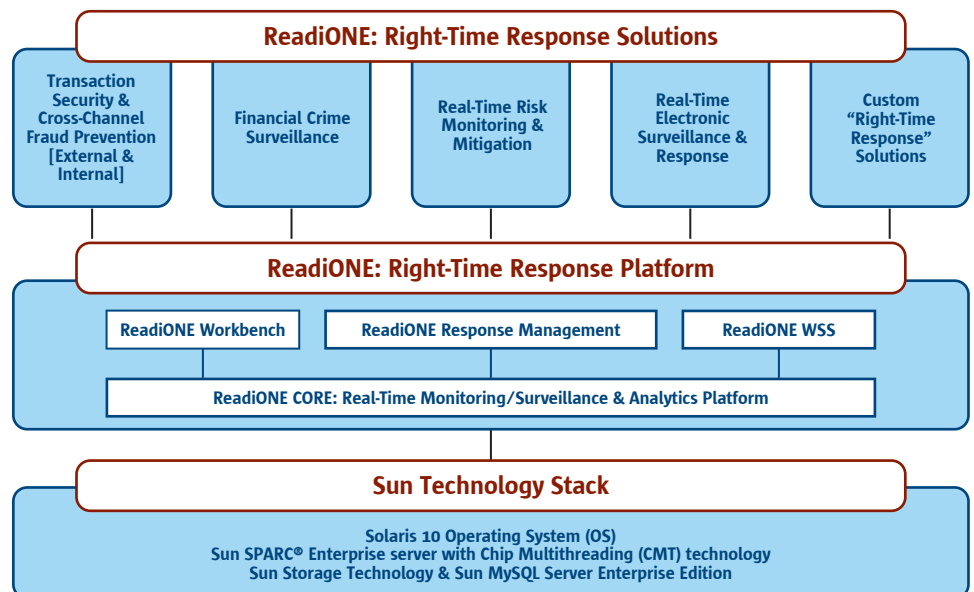 ReadiONE: Right-Time Response Solutions
Transaction
Security &
Cross-Channel
Fraud Prevention
[External &
Internal]
Financial Crime
Surveillance
Real-Time Risk
Monitoring &
Mitigation
Real-Time
Electronic
Surveillance &
Response
Custom
“Right-Time
Response”
Solutions
ReadiONE: Right-Time Response Platform
ReadiONE Workbench
ReadiONE Response Management
ReadiONE WSS
ReadiONE CORE: Real-Time Monitoring/Surveillance & Analytics Platform
Sun Technology Stack
Solaris 10 Operating System (OS)
Sun SPARC® Enterprise server with Chip Multithreading (CMT) technology
Sun Storage Technology & Sun MySQL Server Enterprise Edition